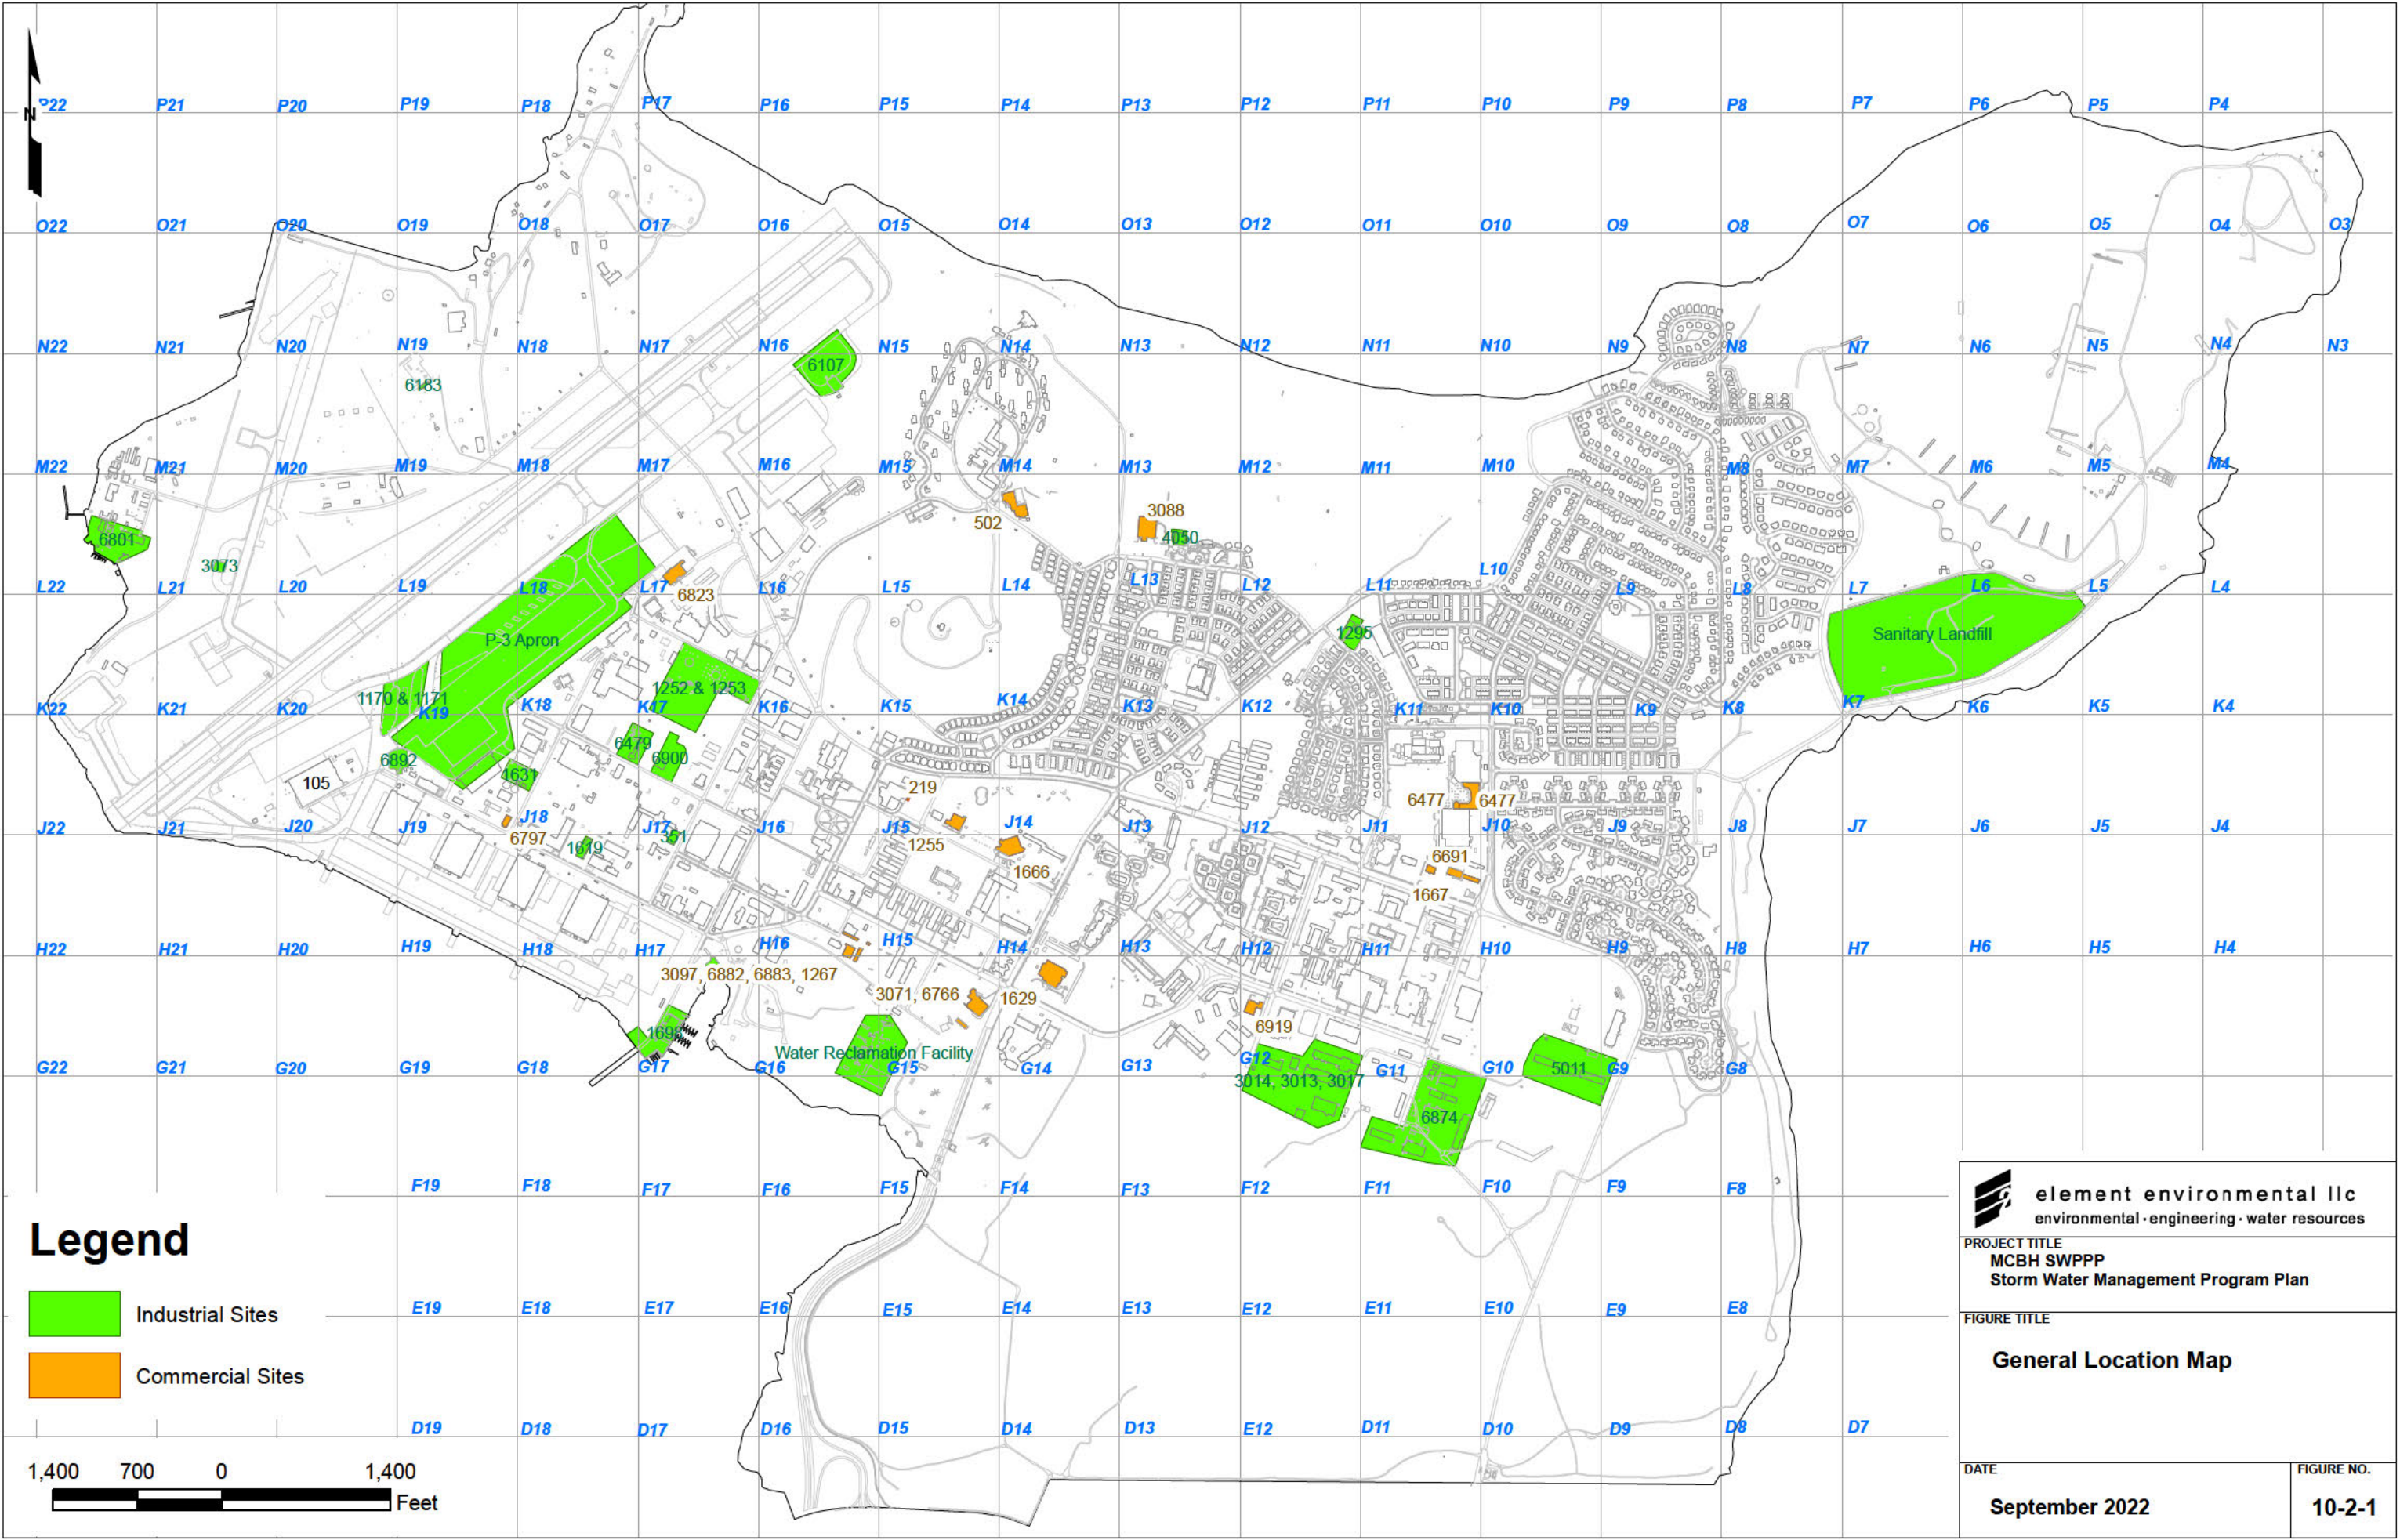 N
P22 P21 P20 P19 P18 P17 P16 P15 P14 P13 P12 P11 P10 P9 P8 P7 P6 P5 P4
O22 O21 O20 O19 O18 O17 O16 O15 O14 O13 O12 O11 O10 O9 O8 O7 O6 O5 O4 O3
N22 N21 N20 N19 N18 N17 N16 N15 N14 N13 N12 N11 N10 N9 N8 N7 N6 N5 N4 N3
6107
6183
M22 M21 M20 M19 M18 M17 M16 M15 M14 M13 M12 M11 M10 M8 M7 M6 M5 M4
3088
502
6801 4050
3073
L22 L21 L20 L19 L18 L17 L16 L15 L14 L13 L12 L11 L10 L9 L8 L7 L6 L5 L4
6823
P-3 Apron 1295 Sanitary Landfill
1252 & 1253
1170 & 1171
K22 K21 K20 K19 K18 K17 K16 K15 K14 K13 K12 K11 K10 K9 K8 K7 K6 K5 K4
6479
6892 6900
1631
105 219
6477 6477
J22 J21 J20 J19 J18 J17 J16 J15 J14 J13 J12 J11 J10 J9 J8 J7 J6 J5 J4
351
6797 1619 1255
6691
1666
1667
H22 H21 H20 H19 H18 H17 H16 H15 H14 H13 H12 H11 H10 H9 H8 H7 H6 H5 H4
3097, 6882, 6883, 1267
3071, 6766 1629
6919
1698
Water Reclamation Facility
G22 G21 G20 G19 G18 G17 G16 G15 G14 G13 G12 G11 G10 G9 G8
5011
3014, 3013, 3017
6874
F19 F18 F17 F16 F15 F14 F13 F12 F11 F10 F9 F8
E19 E18 E17 E16 E15 E14 E13 E12 E11 E10 E9 E8
D19 D18 D17 D16 D15 D14 D13 E12 D11 D10 D9 D8 D7
Legend
Industrial Sites
Commercial Sites
1,400 700 0 1,400
Feet
element environmental llc
environmental · engineering · water resources
PROJECT TITLE
MCBH SWPPP
Storm Water Management Program Plan
FIGURE TITLE
General Location Map
DATE
September 2022
FIGURE NO.
10-2-1